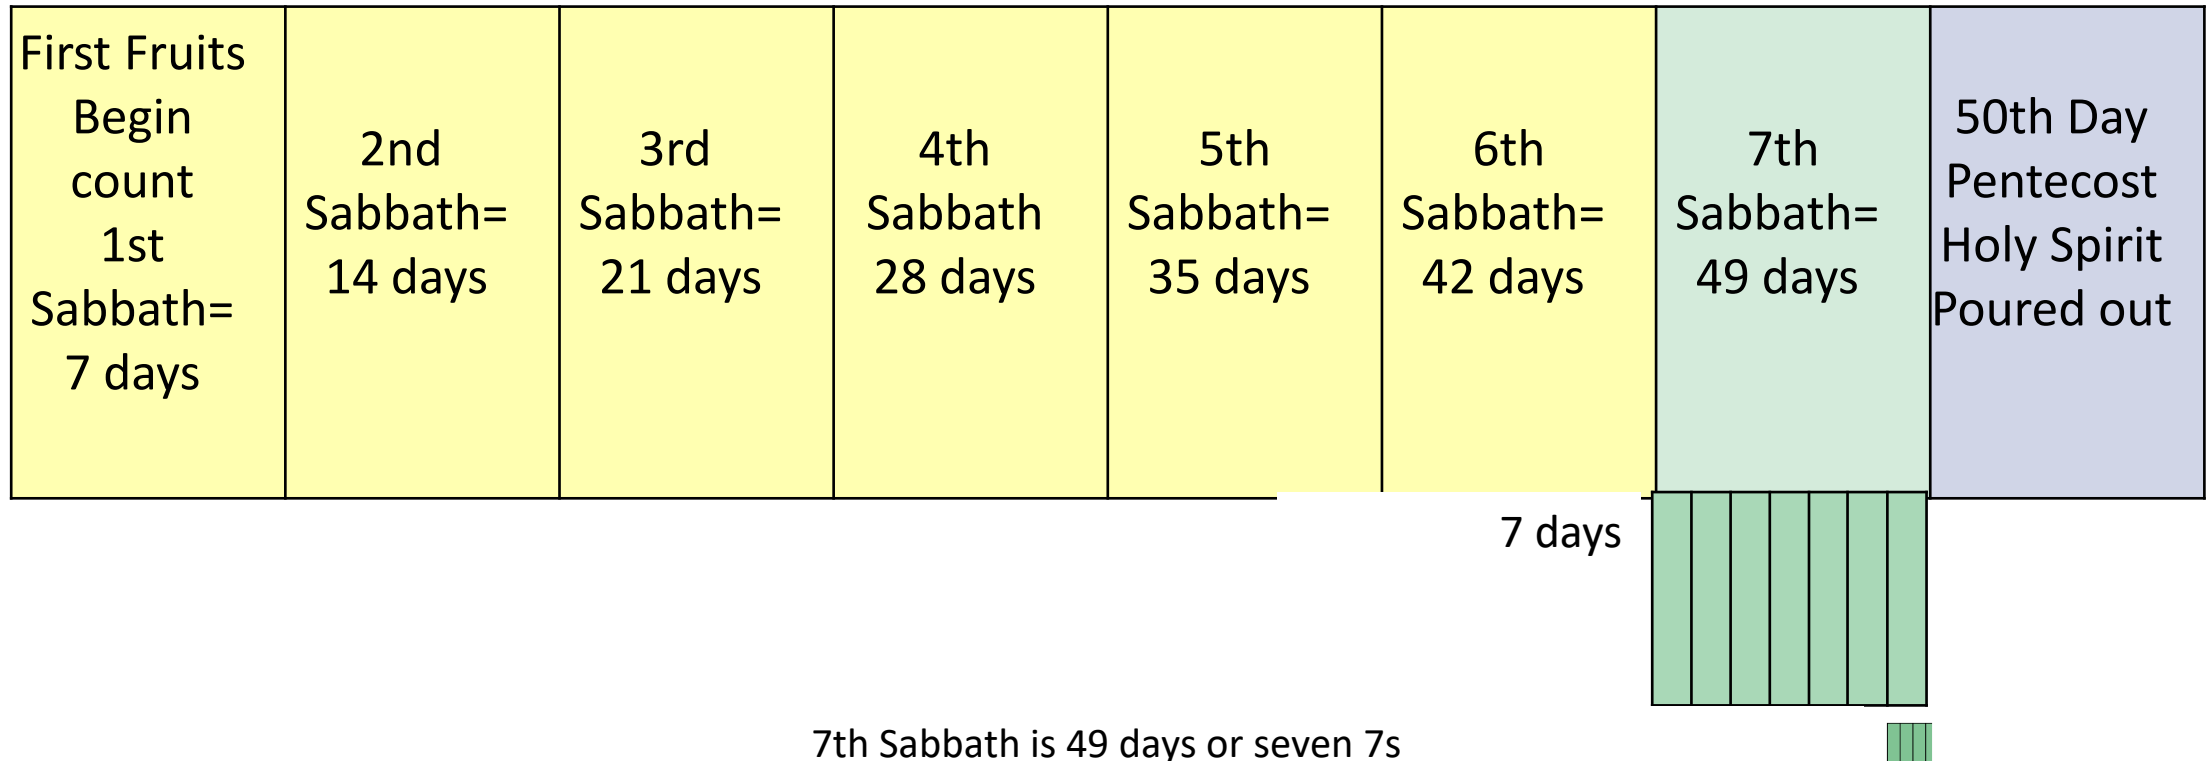 First Fruits
Begin
count
1st
Sabbath=
7 days
2nd
Sabbath=
14 days
3rd
Sabbath=
21 days
4th
Sabbath
28 days
5th
Sabbath=
35 days
6th
Sabbath=
42 days
7th
Sabbath=
49 days
50th Day
Pentecost
Holy Spirit
Poured out
7 days
7th Sabbath is 49 days or seven 7s